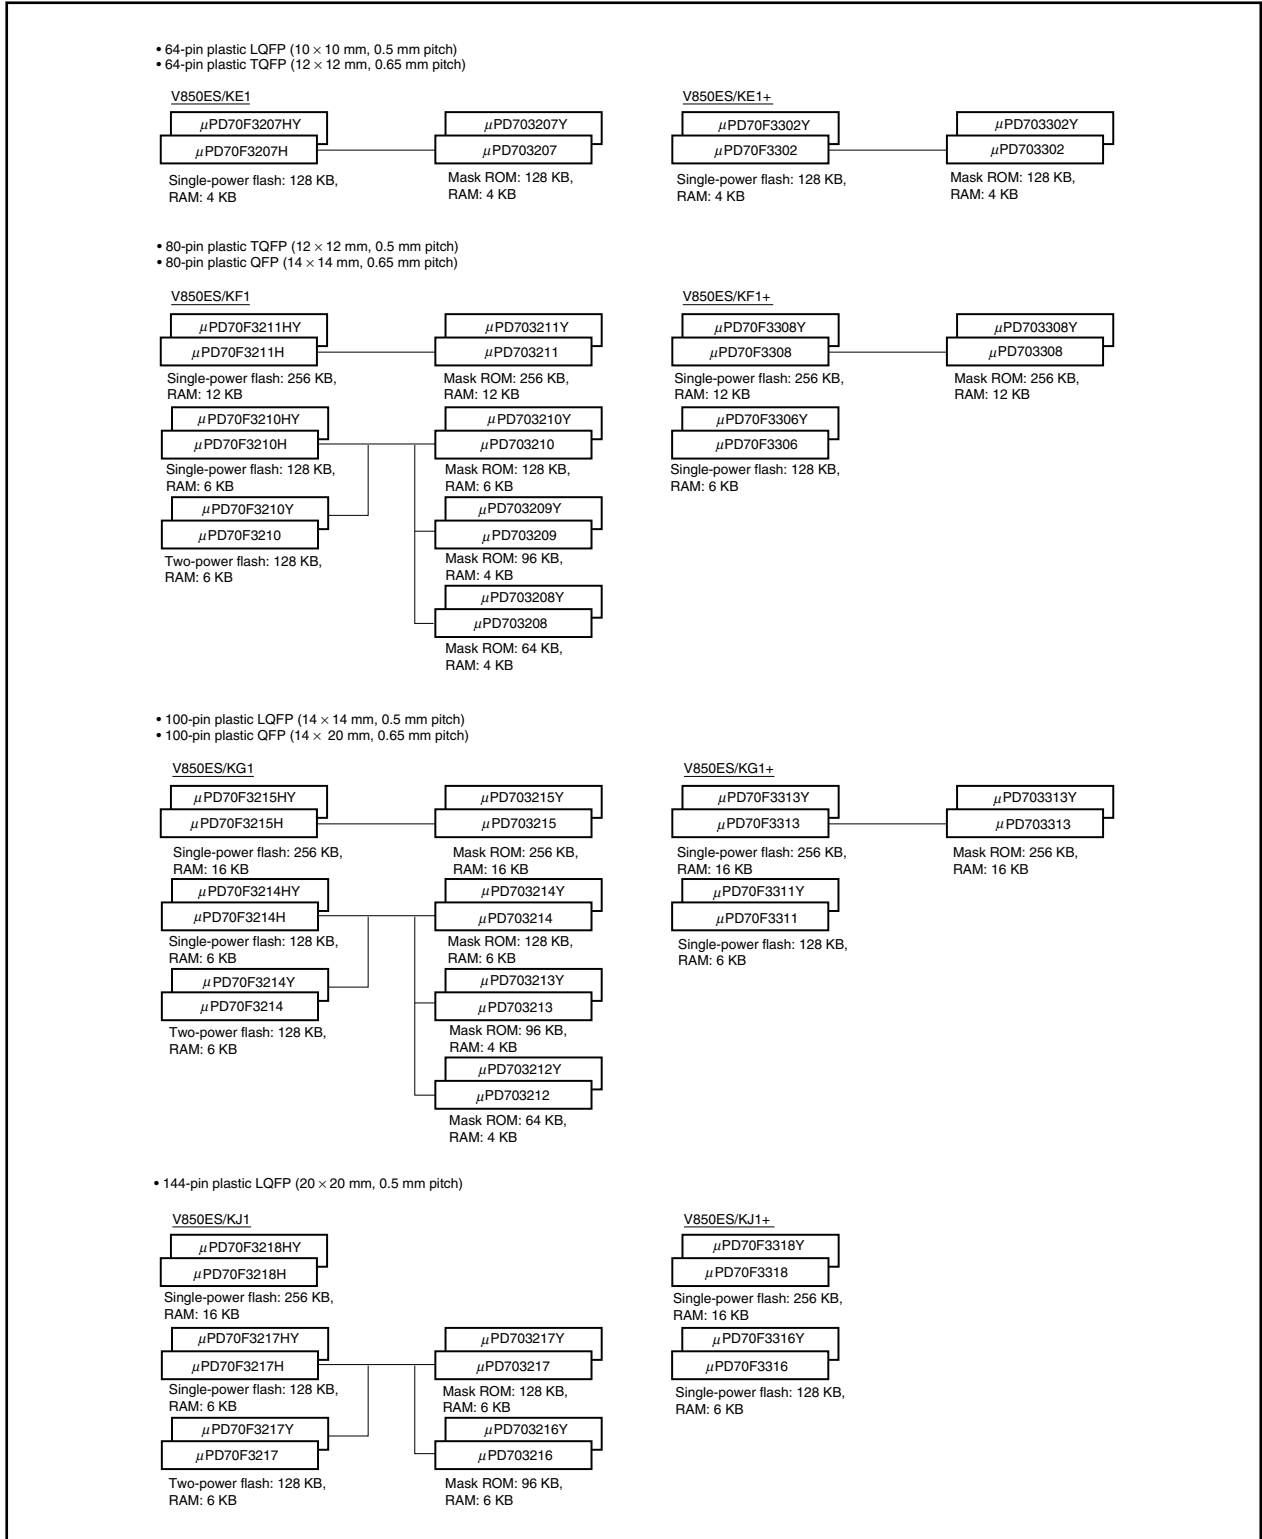 • 64-pin plastic LQFP (10 × 10 mm, 0.5 mm pitch)
• 64-pin plastic TQFP (12 × 12 mm, 0.65 mm pitch)
V850ES/KE1
μPD70F3207HY
μPD70F3207H
Single-power flash: 128 KB,
RAM: 4 KB
μPD703207Y
μPD703207
Mask ROM: 128 KB,
RAM: 4 KB
V850ES/KE1+
μPD70F3302Y
μPD70F3302
Single-power flash: 128 KB,
RAM: 4 KB
μPD703302Y
μPD703302
Mask ROM: 128 KB,
RAM: 4 KB
• 80-pin plastic TQFP (12 × 12 mm, 0.5 mm pitch)
• 80-pin plastic QFP (14 × 14 mm, 0.65 mm pitch)
V850ES/KF1
μPD70F3211HY
μPD70F3211H
Single-power flash: 256 KB,
RAM: 12 KB
μPD70F3210HY
μPD70F3210H
Single-power flash: 128 KB,
RAM: 6 KB
μPD70F3210Y
μPD70F3210
Two-power flash: 128 KB,
RAM: 6 KB
μPD703211Y
μPD703211
Mask ROM: 256 KB,
RAM: 12 KB
μPD703210Y
μPD703210
Mask ROM: 128 KB,
RAM: 6 KB
μPD703209Y
μPD703209
Mask ROM: 96 KB,
RAM: 4 KB
μPD703208Y
μPD703208
Mask ROM: 64 KB,
RAM: 4 KB
V850ES/KF1+
μPD70F3308Y
μPD70F3308
Single-power flash: 256 KB,
RAM: 12 KB
μPD70F3306Y
μPD70F3306
Single-power flash: 128 KB,
RAM: 6 KB
μPD703308Y
μPD703308
Mask ROM: 256 KB,
RAM: 12 KB
• 100-pin plastic LQFP (14 × 14 mm, 0.5 mm pitch)
• 100-pin plastic QFP (14 × 20 mm, 0.65 mm pitch)
V850ES/KG1
μPD70F3215HY
μPD70F3215H
Single-power flash: 256 KB,
RAM: 16 KB
μPD70F3214HY
μPD70F3214H
Single-power flash: 128 KB,
RAM: 6 KB
μPD70F3214Y
μPD70F3214
Two-power flash: 128 KB,
RAM: 6 KB
μPD703215Y
μPD703215
Mask ROM: 256 KB,
RAM: 16 KB
μPD703214Y
μPD703214
Mask ROM: 128 KB,
RAM: 6 KB
μPD703213Y
μPD703213
Mask ROM: 96 KB,
RAM: 4 KB
μPD703212Y
μPD703212
Mask ROM: 64 KB,
RAM: 4 KB
V850ES/KG1+
μPD70F3313Y
μPD70F3313
Single-power flash: 256 KB,
RAM: 16 KB
μPD70F3311Y
μPD70F3311
Single-power flash: 128 KB,
RAM: 6 KB
μPD703313Y
μPD703313
Mask ROM: 256 KB,
RAM: 16 KB
• 144-pin plastic LQFP (20 × 20 mm, 0.5 mm pitch)
V850ES/KJ1
μPD70F3218HY
μPD70F3218H
Single-power flash: 256 KB,
RAM: 16 KB
μPD70F3217HY
μPD70F3217H
Single-power flash: 128 KB,
RAM: 6 KB
μPD70F3217Y
μPD70F3217
Two-power flash: 128 KB,
RAM: 6 KB
μPD703217Y
μPD703217
Mask ROM: 128 KB,
RAM: 6 KB
μPD703216Y
μPD703216
Mask ROM: 96 KB,
RAM: 6 KB
V850ES/KJ1+
μPD70F3318Y
μPD70F3318
Single-power flash: 256 KB,
RAM: 16 KB
μPD70F3316Y
μPD70F3316
Single-power flash: 128 KB,
RAM: 6 KB